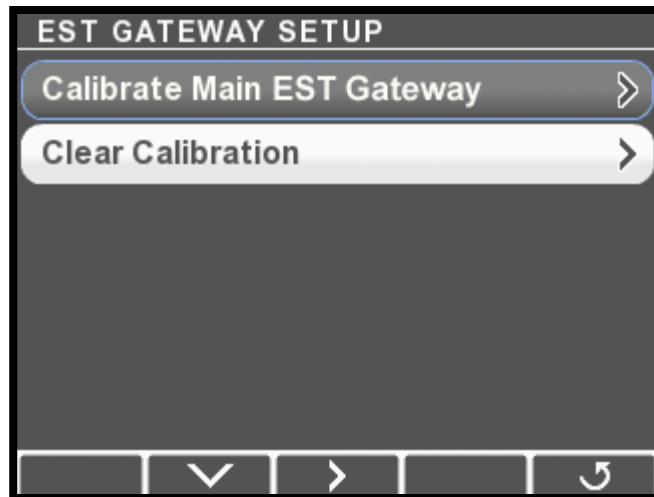 EST GATEWAY SETUP
Calibrate Main EST Gateway
Clear Calibration